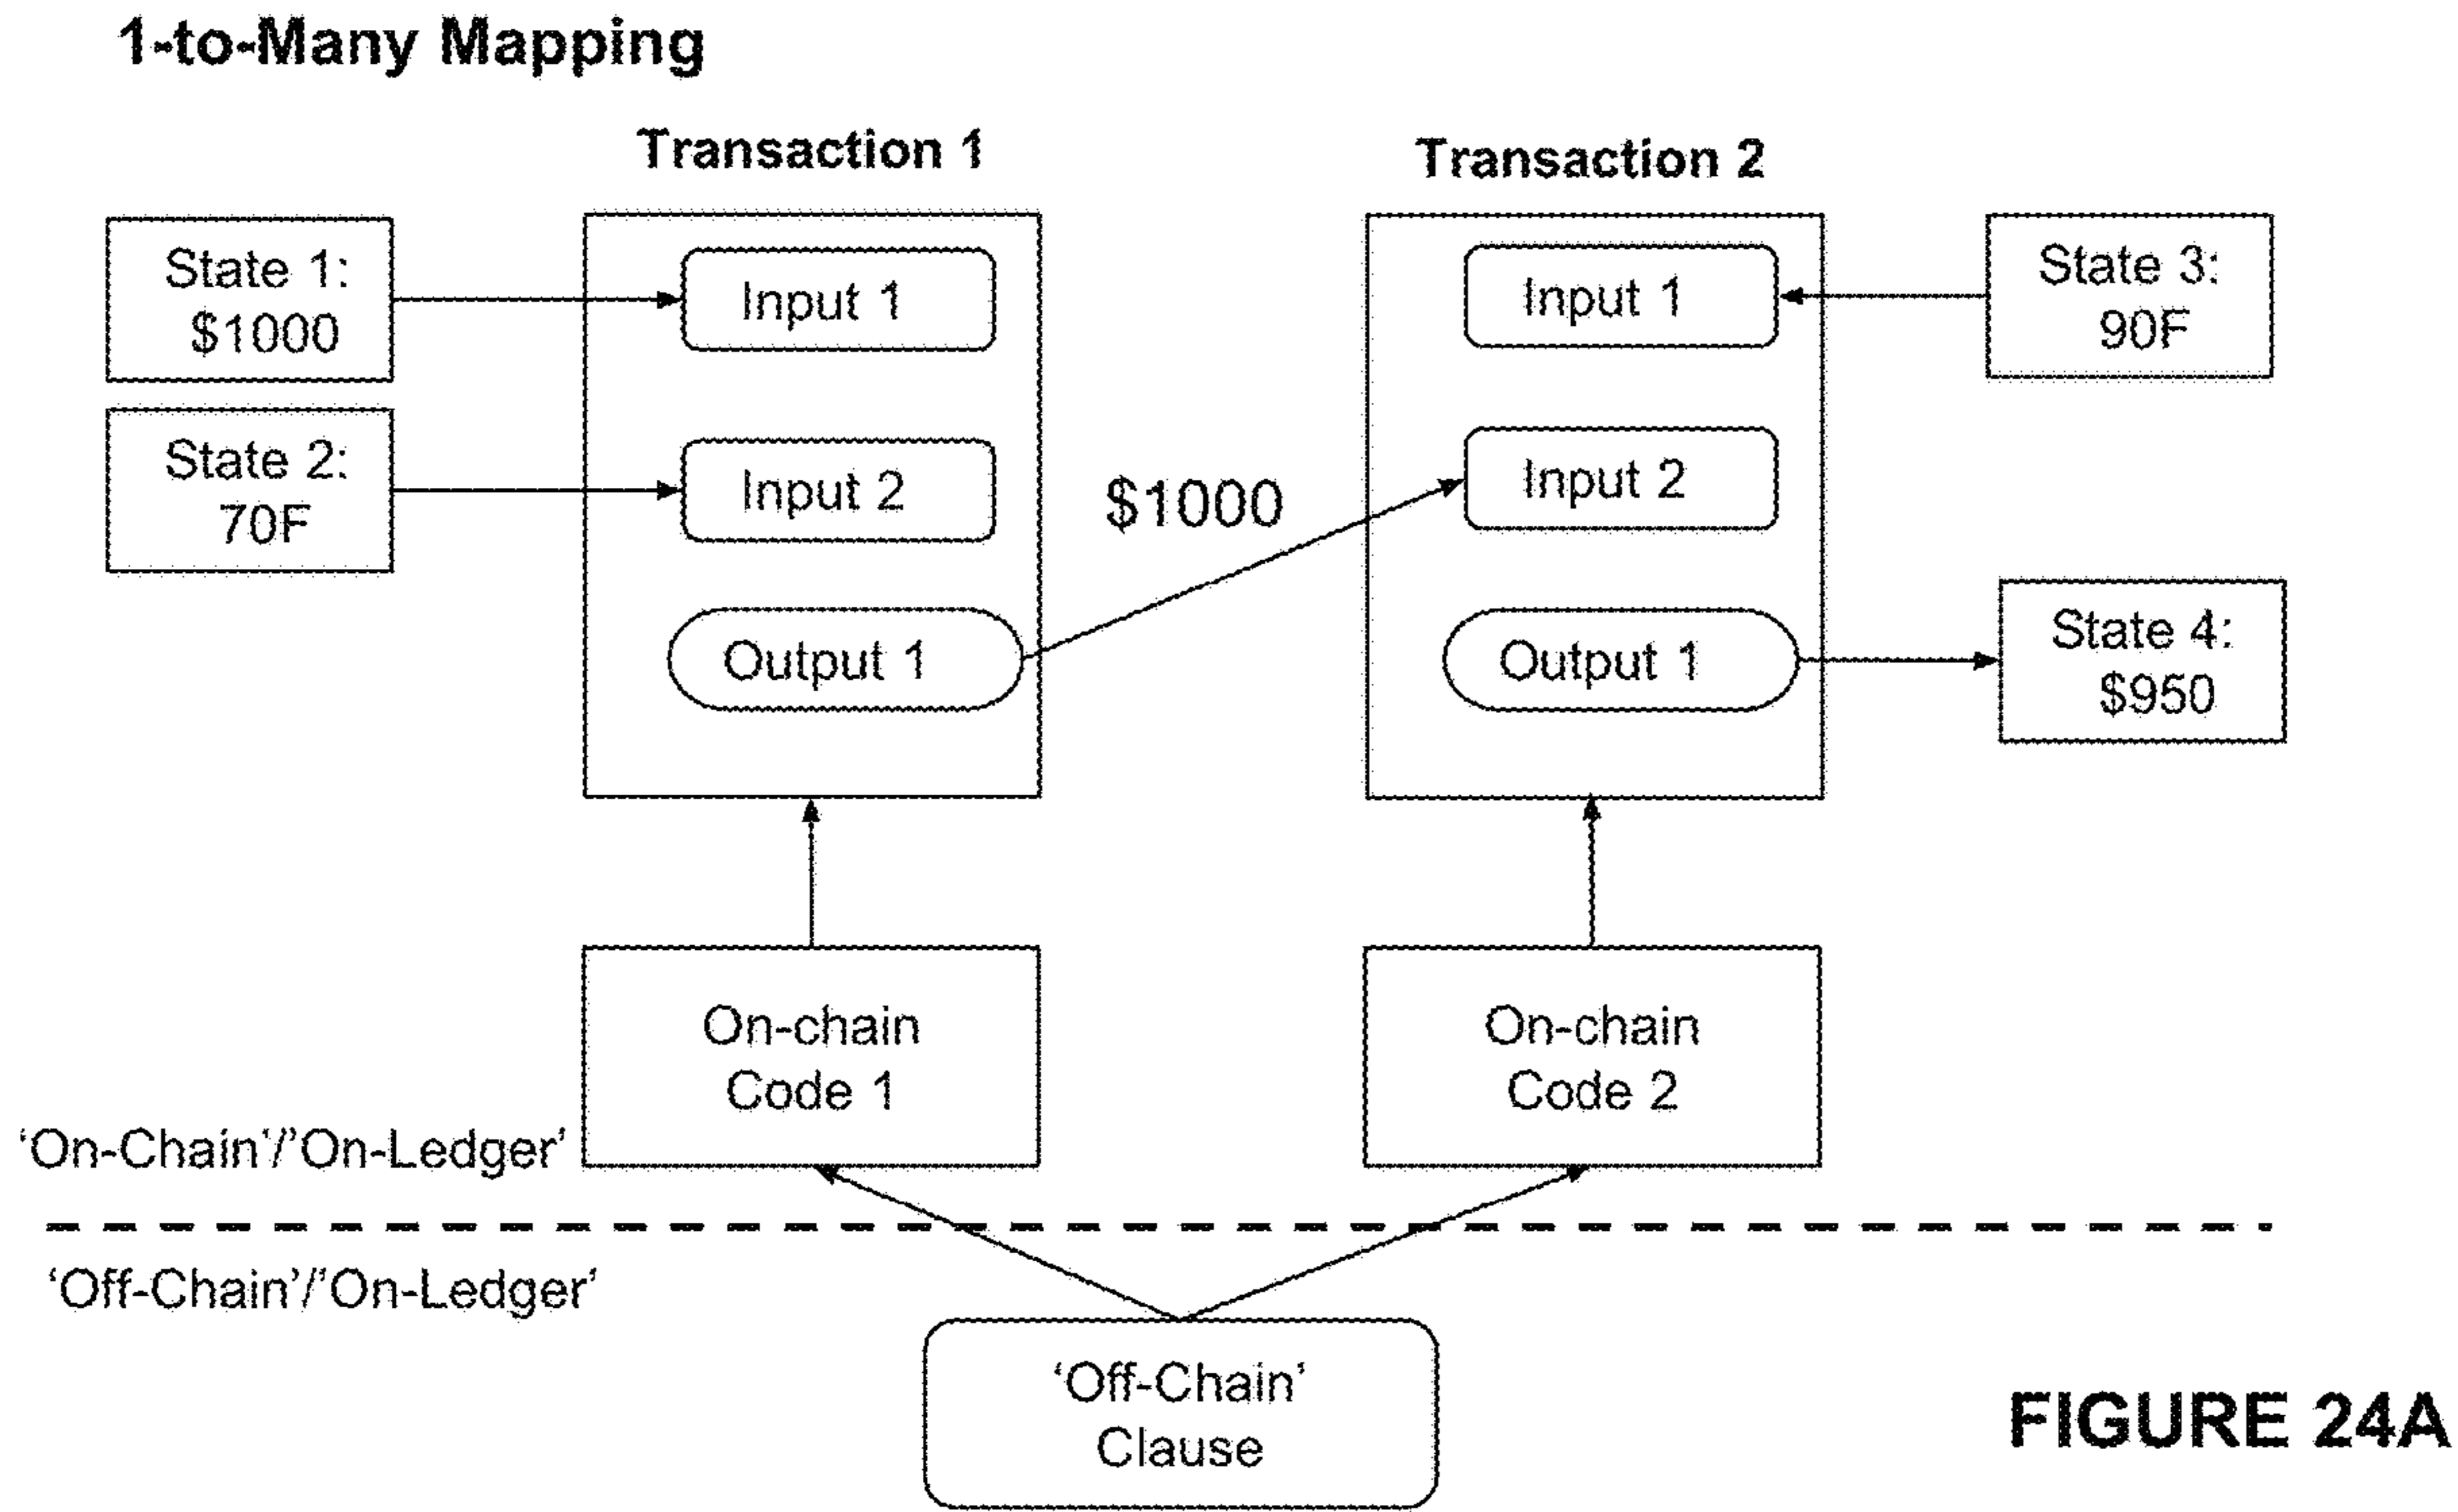 1-to-Many Mapping
Transaction 1
Transaction 2
State 1:
$1000
Input 1
Input 1
State 3:
90F
State 2:
70F
Input 2
$1000
Input 2
Output 1
Output 1
State 4:
$950
On-chain
Code 1
On-chain
Code 2
‘On-Chain‘/’On-Ledger‘
‘Off-Chain’/’On-Ledger‘
‘Off-Chain‘
Clause
FIGURE 24A